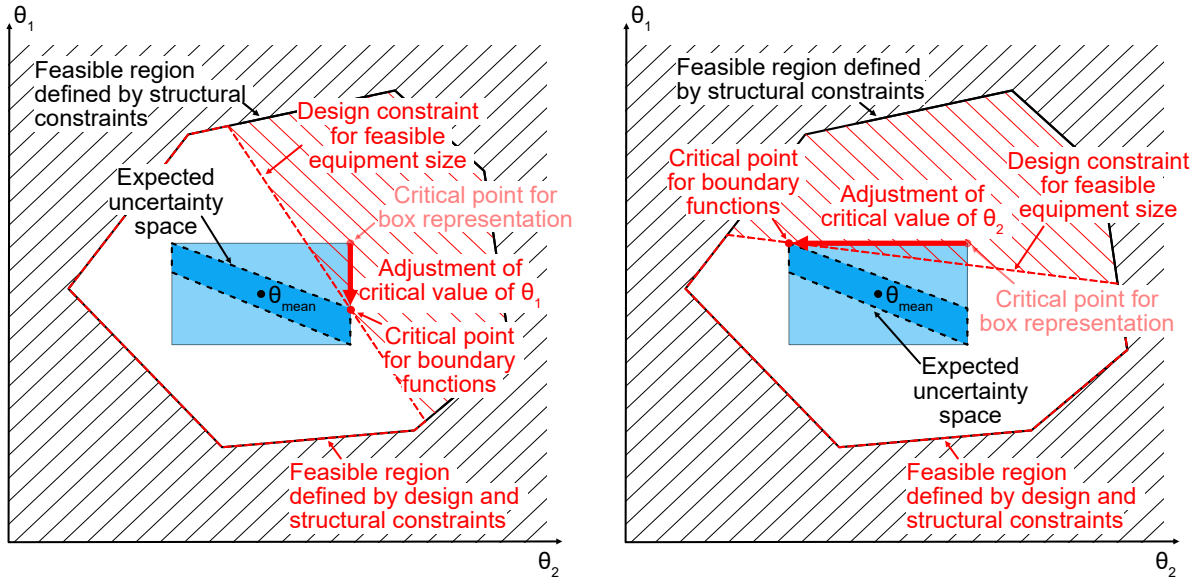 θ1
Feasible region
defined by structural
constraints
Design constraint
for feasible
equipment size
Expected
uncertainty
space
Critical point for
box representation
Adjustment of
critical value of θ1
θmean
Critical point
for boundary
functions
Feasible region
defined by design and
structural constraints
θ2
θ1
Feasible region defined
by structural constraints
Critical point
for boundary
functions
Adjustment of
critical value of θ2
Design constraint
for feasible
equipment size
θmean
Critical point for
box representation
Expected
uncertainty
space
Feasible region
defined by design and
structural constraints
θ2